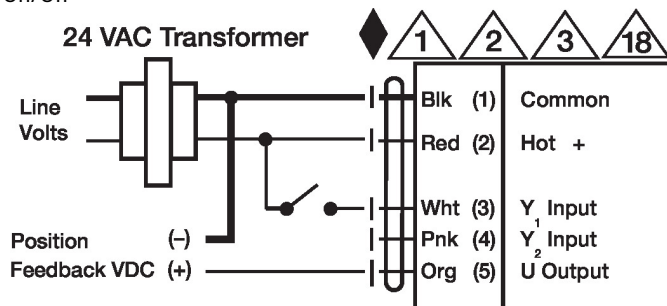 24 VAC Transformer
1 2 3 18
Line
Volts
Blk (1) Common
Red (2) Hot +
Wht (3) Y1 Input
Position (–) Pnk (4) Y2 Input
Feedback VDC (+) Org (5) U Output